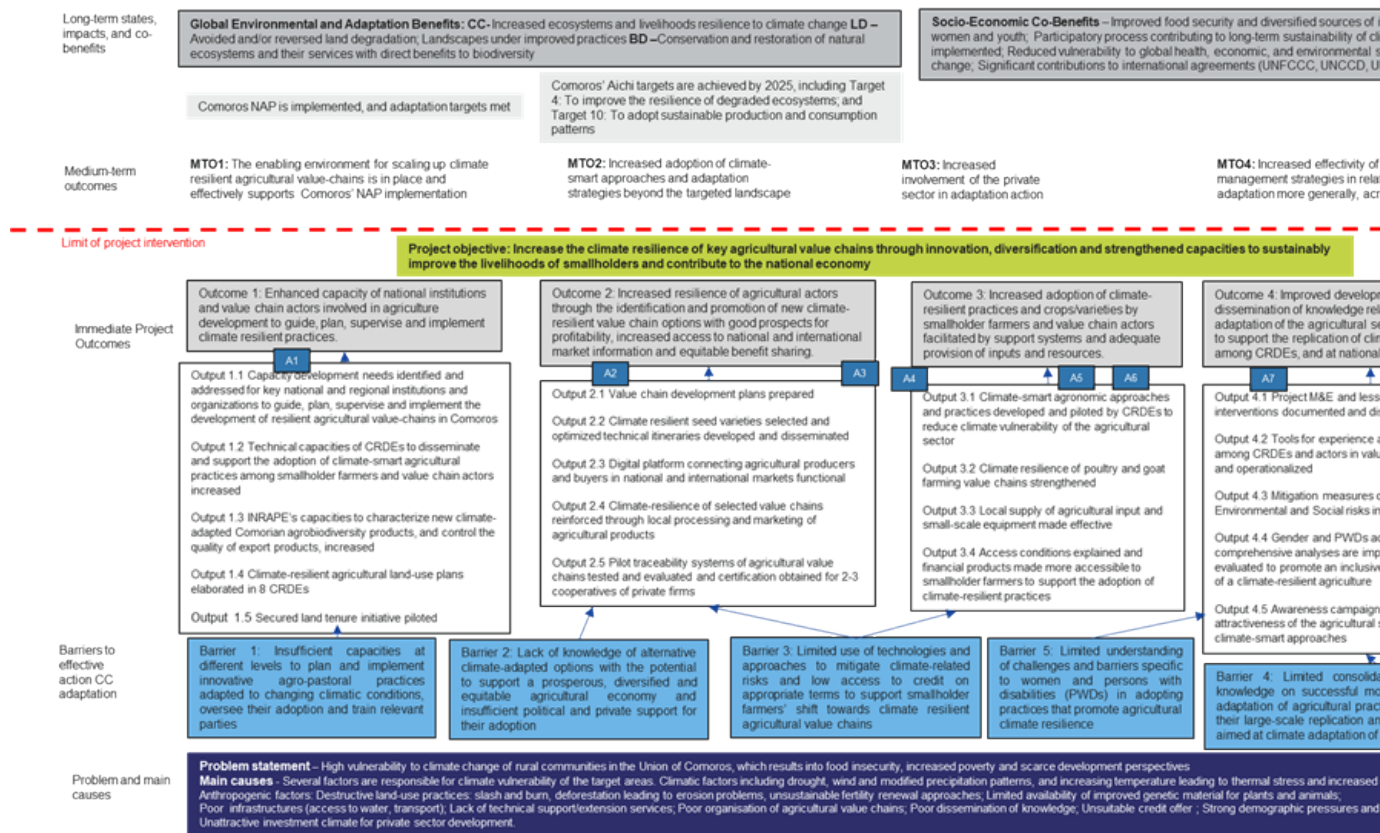 Long-term states,
impacts, and co-
benefits
Global Environmental and Adaptation Benefits: CC- Increased ecosystems and livelihoods resilience to climate change LD –
Avoided and/or reversed land degradation; Landscapes under improved practices BD –Conservation and restoration of natural
ecosystems and their services with direct benefits to biodiversity
Socio-Economic Co-Benefits – Improved food security and diversified sources of
women and youth; Participatory process contributing to long-term sustainability of
implemented; Reduced vulnerability to global health, economic, and environmental
change; Significant contributions to international agreements (UNFCCC, UNCCD,
Comoros NAP is implemented, and adaptation targets met
Comoros' Aichi targets are achieved by 2025, including Target
4: To improve the resilience of degraded ecosystems; and
Target 10: To adopt sustainable production and consumption
patterns
Medium-term
outcomes
MTO1: The enabling environment for scaling up climate
resilient agricultural value-chains is in place and
effectively supports Comoros' NAP implementation
MTO2: Increased adoption of climate-
smart approaches and adaptation
strategies beyond the targeted landscape
MTO3: Increased
involvement of the private
sector in adaptation action
MTO4: Increased effectivity of
management strategies in
adaptation more generally,
Limit of project intervention
Project objective: Increase the climate resilience of key agricultural value chains through innovation, diversification and strengthened capacities to sustainably
improve the livelihoods of smallholders and contribute to the national economy
Immediate Project
Outcomes
Outcome 1: Enhanced capacity of national institutions
and value chain actors involved in agriculture
development to guide, plan, supervise and implement
climate resilient practices.
A1
Output 1.1 Capacity development needs identified and
addressed for key national and regional institutions and
organizations to guide, plan, supervise and implement the
development of resilient agricultural value-chains in Comoros
Output 1.2 Technical capacities of CRDEs to disseminate
and support the adoption of climate-smart agricultural
practices among smallholder farmers and value chain actors
increased
Output 1.3 INRAPE's capacities to characterize new climate-
adapted Comorian agrobiodiversity products, and control the
quality of export products, increased
Output 1.4 Climate-resilient agricultural land-use plans
elaborated in 8 CRDEs
Output 1.5 Secured land tenure initiative piloted
Outcome 2: Increased resilience of agricultural actors
through the identification and promotion of new climate-
resilient value chain options with good prospects for
profitability, increased access to national and international
market information and equitable benefit sharing.
A2
A3
Output 2.1 Value chain development plans prepared
Output 2.2 Climate resilient seed varieties selected and
optimized technical itineraries developed and disseminated
Output 2.3 Digital platform connecting agricultural producers
and buyers in national and international markets functional
Output 2.4 Climate-resilience of selected value chains
reinforced through local processing and marketing of
agricultural products
Output 2.5 Pilot traceability systems of agricultural value
chains tested and evaluated and certification obtained for 2-3
cooperatives of private firms
Outcome 3: Increased adoption of climate-
resilient practices and crops/varieties by
smallholder farmers and value chain actors
facilitated by support systems and adequate
provision of inputs and resources.
A4
A5
A6
Output 3.1 Climate-smart agronomic approaches
and practices developed and piloted by CRDEs to
reduce climate vulnerability of the agricultural
sector
Output 3.2 Climate resilience of poultry and goat
farming value chains strengthened
Output 3.3 Local supply of agricultural input and
small-scale equipment made effective
Output 3.4 Access conditions explained and
financial products made more accessible to
smallholder farmers to support the adoption of
climate-resilient practices
Outcome 4: Improved
dissemination of knowledge
adaptation of the agricultural
to support the replication of
among CRDEs, and at
A7
Output 4.1 Project M&E and
interventions documented and
Output 4.2 Tools for experience
among CRDEs and actors in
and operationalized
Output 4.3 Mitigation measures
Environmental and Social risks
Output 4.4 Gender and PWDs
comprehensive analyses are
evaluated to promote an
of a climate-resilient agriculture
Output 4.5 Awareness
attractiveness of the agricultural
climate-smart approaches
Barriers to
effective
action CC
adaptation
Barrier 1: Insufficient capacities at
different levels to plan and implement
innovative agro-pastoral practices
adapted to changing climatic conditions,
oversee their adoption and train relevant
parties
Barrier 2: Lack of knowledge of alternative
climate-adapted options with the potential
to support a prosperous, diversified and
equitable agricultural economy and
insufficient political and private support for
their adoption
Barrier 3: Limited use of technologies and
approaches to mitigate climate-related
risks and low access to credit on
appropriate terms to support smallholder
farmers' shift towards climate resilient
agricultural value chains
Barrier 5: Limited understanding
of challenges and barriers specific
to women and persons with
disabilities (PWDs) in adopting
practices that promote agricultural
climate resilience
Barrier 4: Limited
knowledge on successful
adaptation of agricultural
their large-scale replication
aimed at climate adaptation of
Problem and main
causes
Problem statement – High vulnerability to climate change of rural communities in the Union of Comoros, which results into food insecurity, increased poverty and scarce development perspectives
Main causes - Several factors are responsible for climate vulnerability of the target areas. Climatic factors including drought, wind and modified precipitation patterns, and increasing temperature leading to thermal stress and increased
Anthropogenic factors: Destructive land-use practices: slash and burn, deforestation leading to erosion problems, unsustainable fertility renewal approaches; Limited availability of improved genetic material for plants and animals;
Poor infrastructures (access to water, transport); Lack of technical support/extension services; Poor organisation of agricultural value chains; Poor dissemination of knowledge; Unsuitable credit offer ; Strong demographic pressures and
Unattractive investment climate for private sector development.